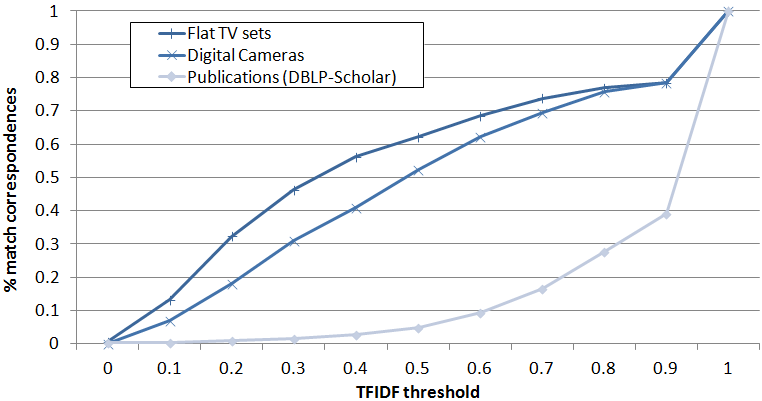 1
0.9
0.8
0.7
0.6
0.5
0.4
0.3
0.2
0.1
0
% match correspondences
Flat TV sets
Digital Cameras
Publications (DBLP-Scholar)
0 0.1 0.2 0.3 0.4 0.5 0.6 0.7 0.8 0.9 1
TFIDF threshold